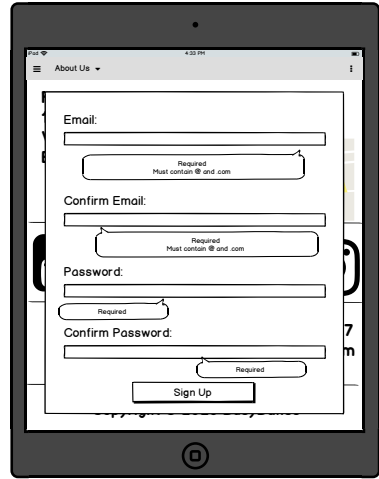 iPad
4:33 PM
About Us
Email:
Required
Must contain @ and .com
Confirm Email:
Required
Must contain @ and .com
Password:
Required
Confirm Password:
7
m
Required
Sign Up